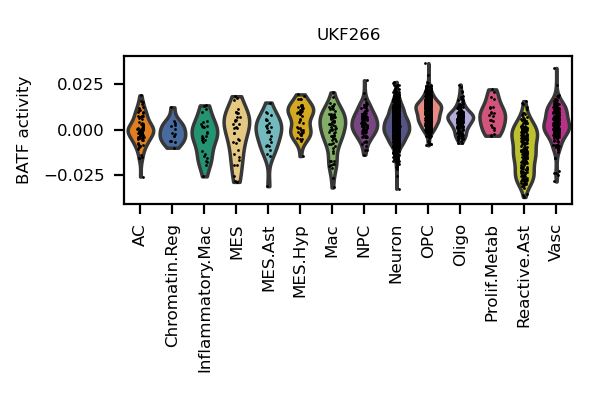 UKF266
BATF activity
0.025
0.000
−0.025
AC
Chromatin.Reg
Inflammatory.Mac
MES
MES.Ast
MES.Hyp
Mac
NPC
Neuron
OPC
Oligo
Prolif.Metab
Reactive.Ast
Vasc